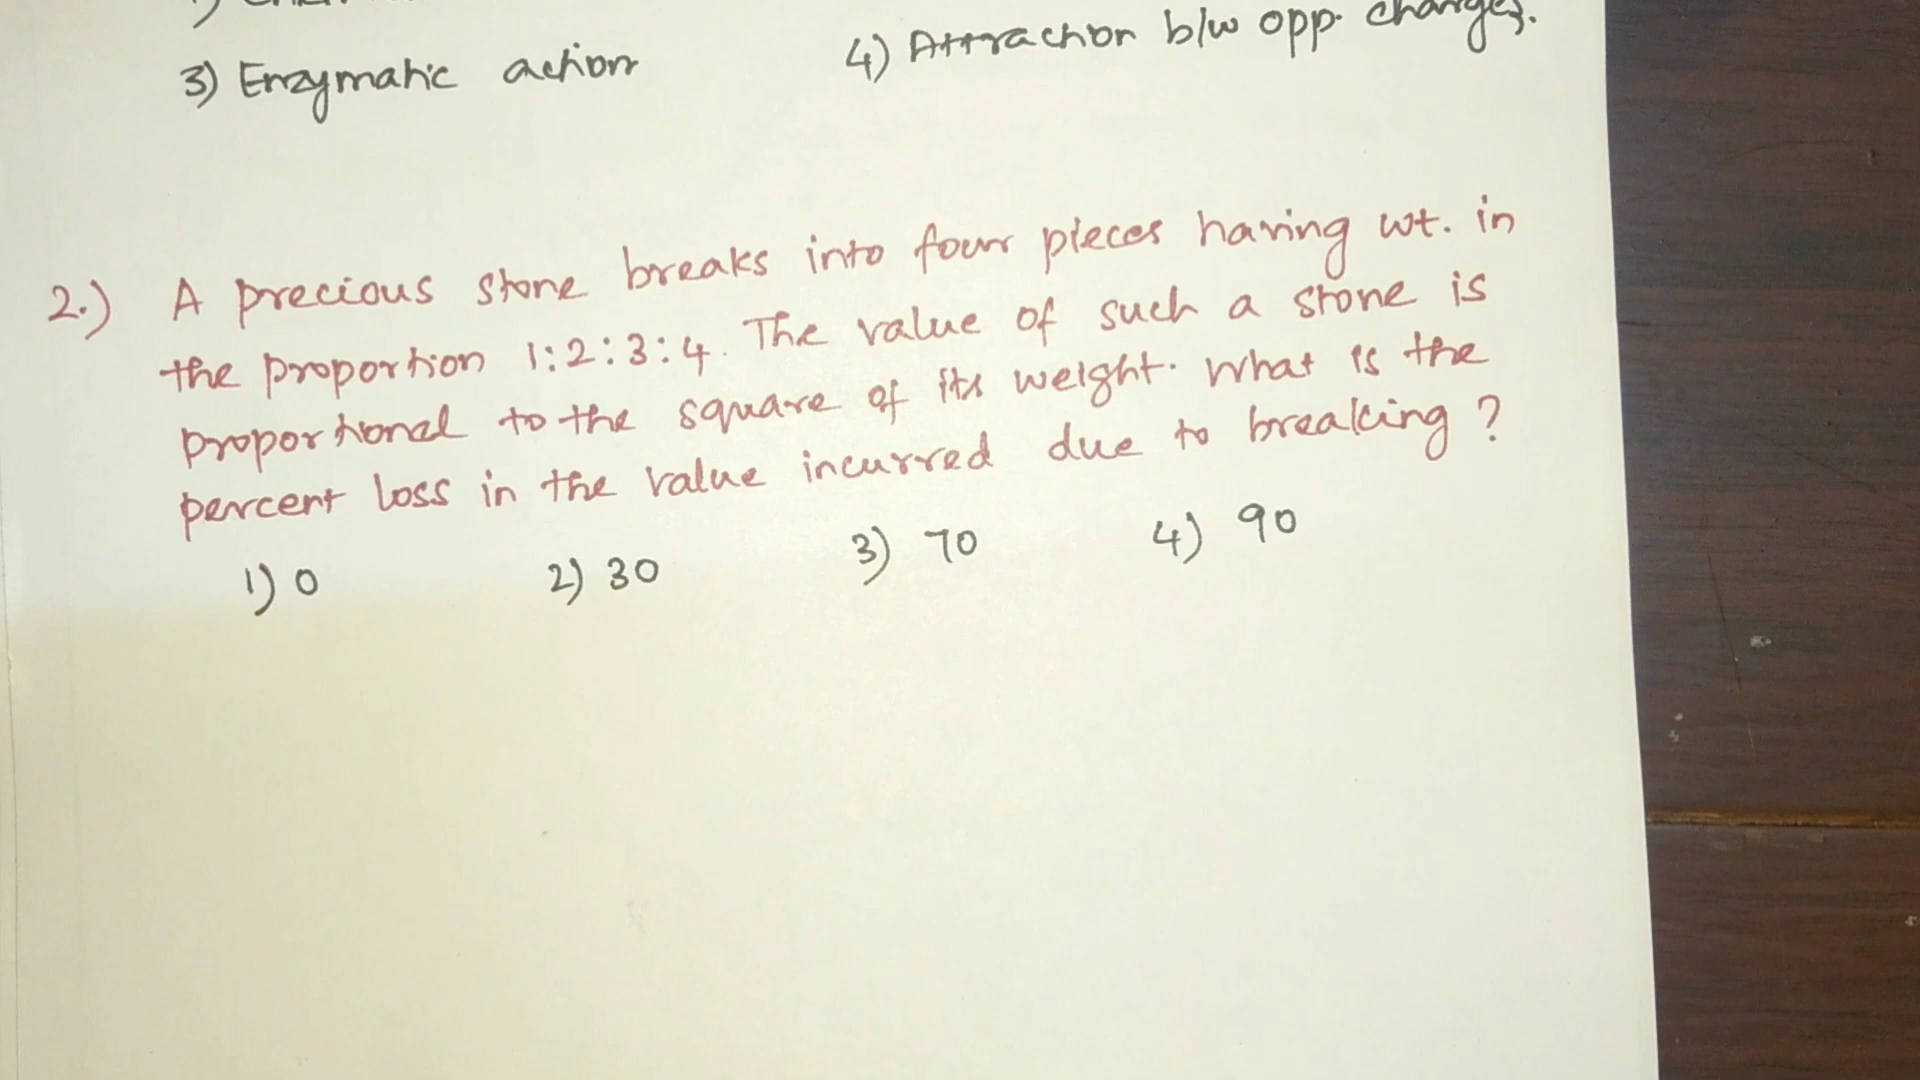 3) Enzymatic action
4) Attraction b/w opp. charges.
2.) A precious stone breaks into four pieces having wt. in
the proportion 1:2:3:4. The value of such a stone is
proportional to the square of its weight. What is the
percent loss in the value incurred due to breaking?
1) 0 2) 30 3) 70 4) 90